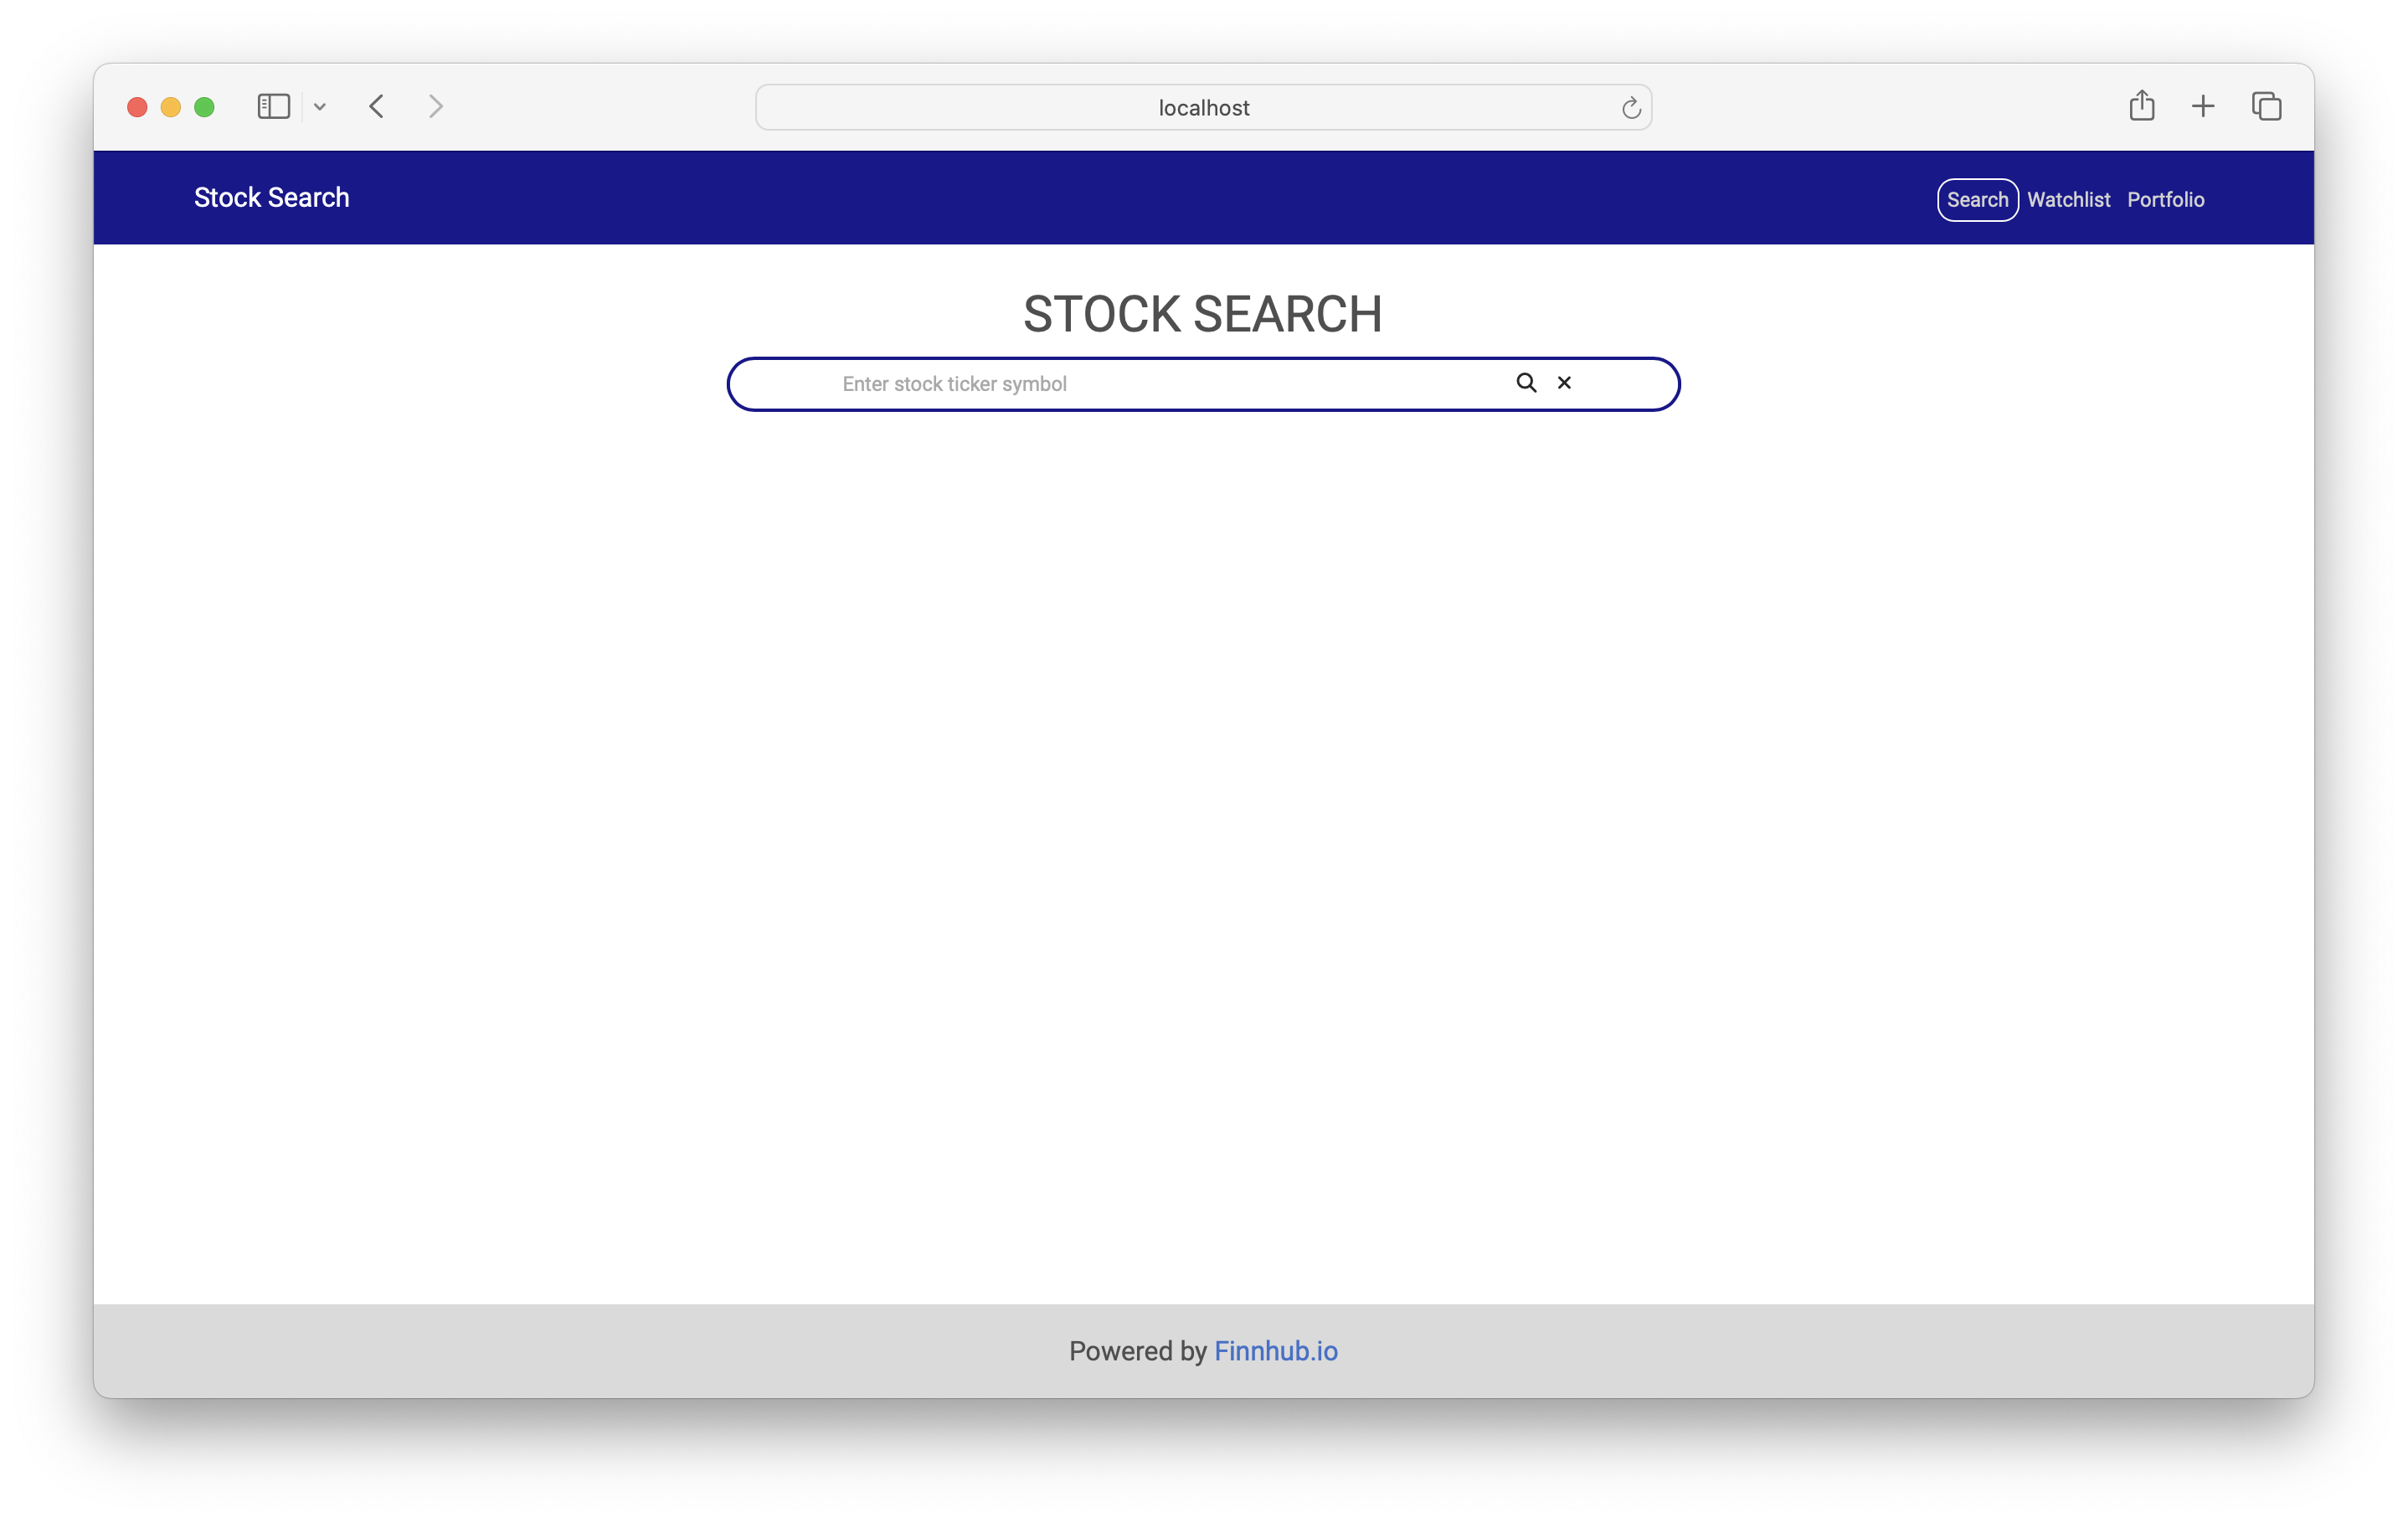 localhost
Stock Search
Search Watchlist Portfolio
STOCK SEARCH
Enter stock ticker symbol
Powered by Finnhub.io